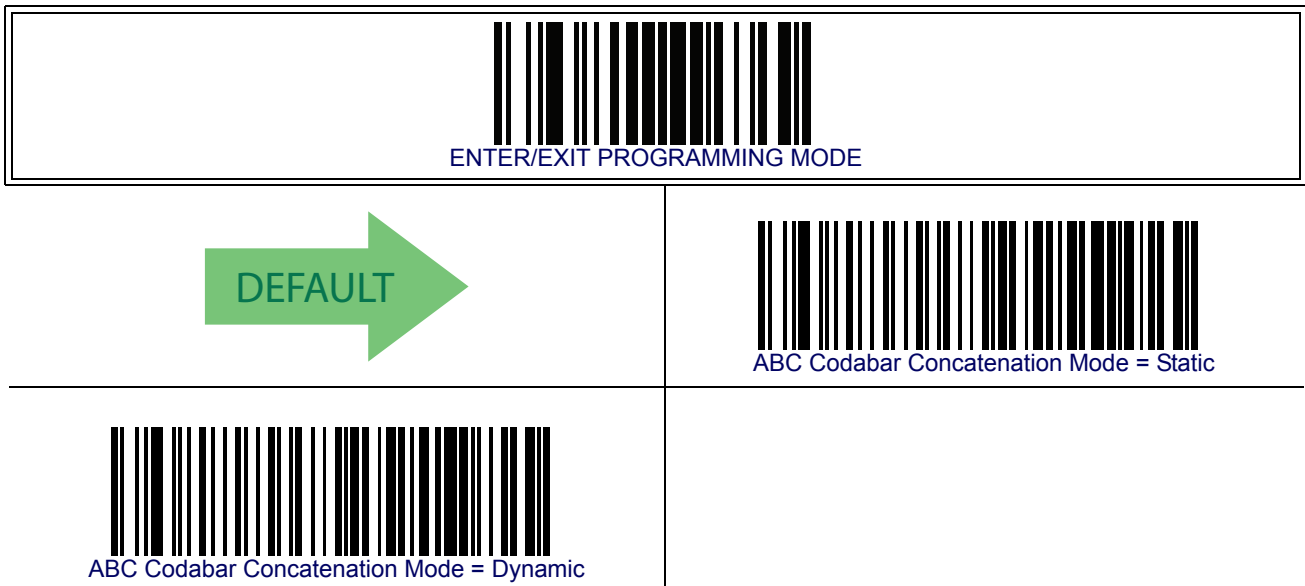 ENTER/EXIT PROGRAMMING MODE
DEFAULT
ABC Codabar Concatenation Mode = Static
ABC Codabar Concatenation Mode = Dynamic